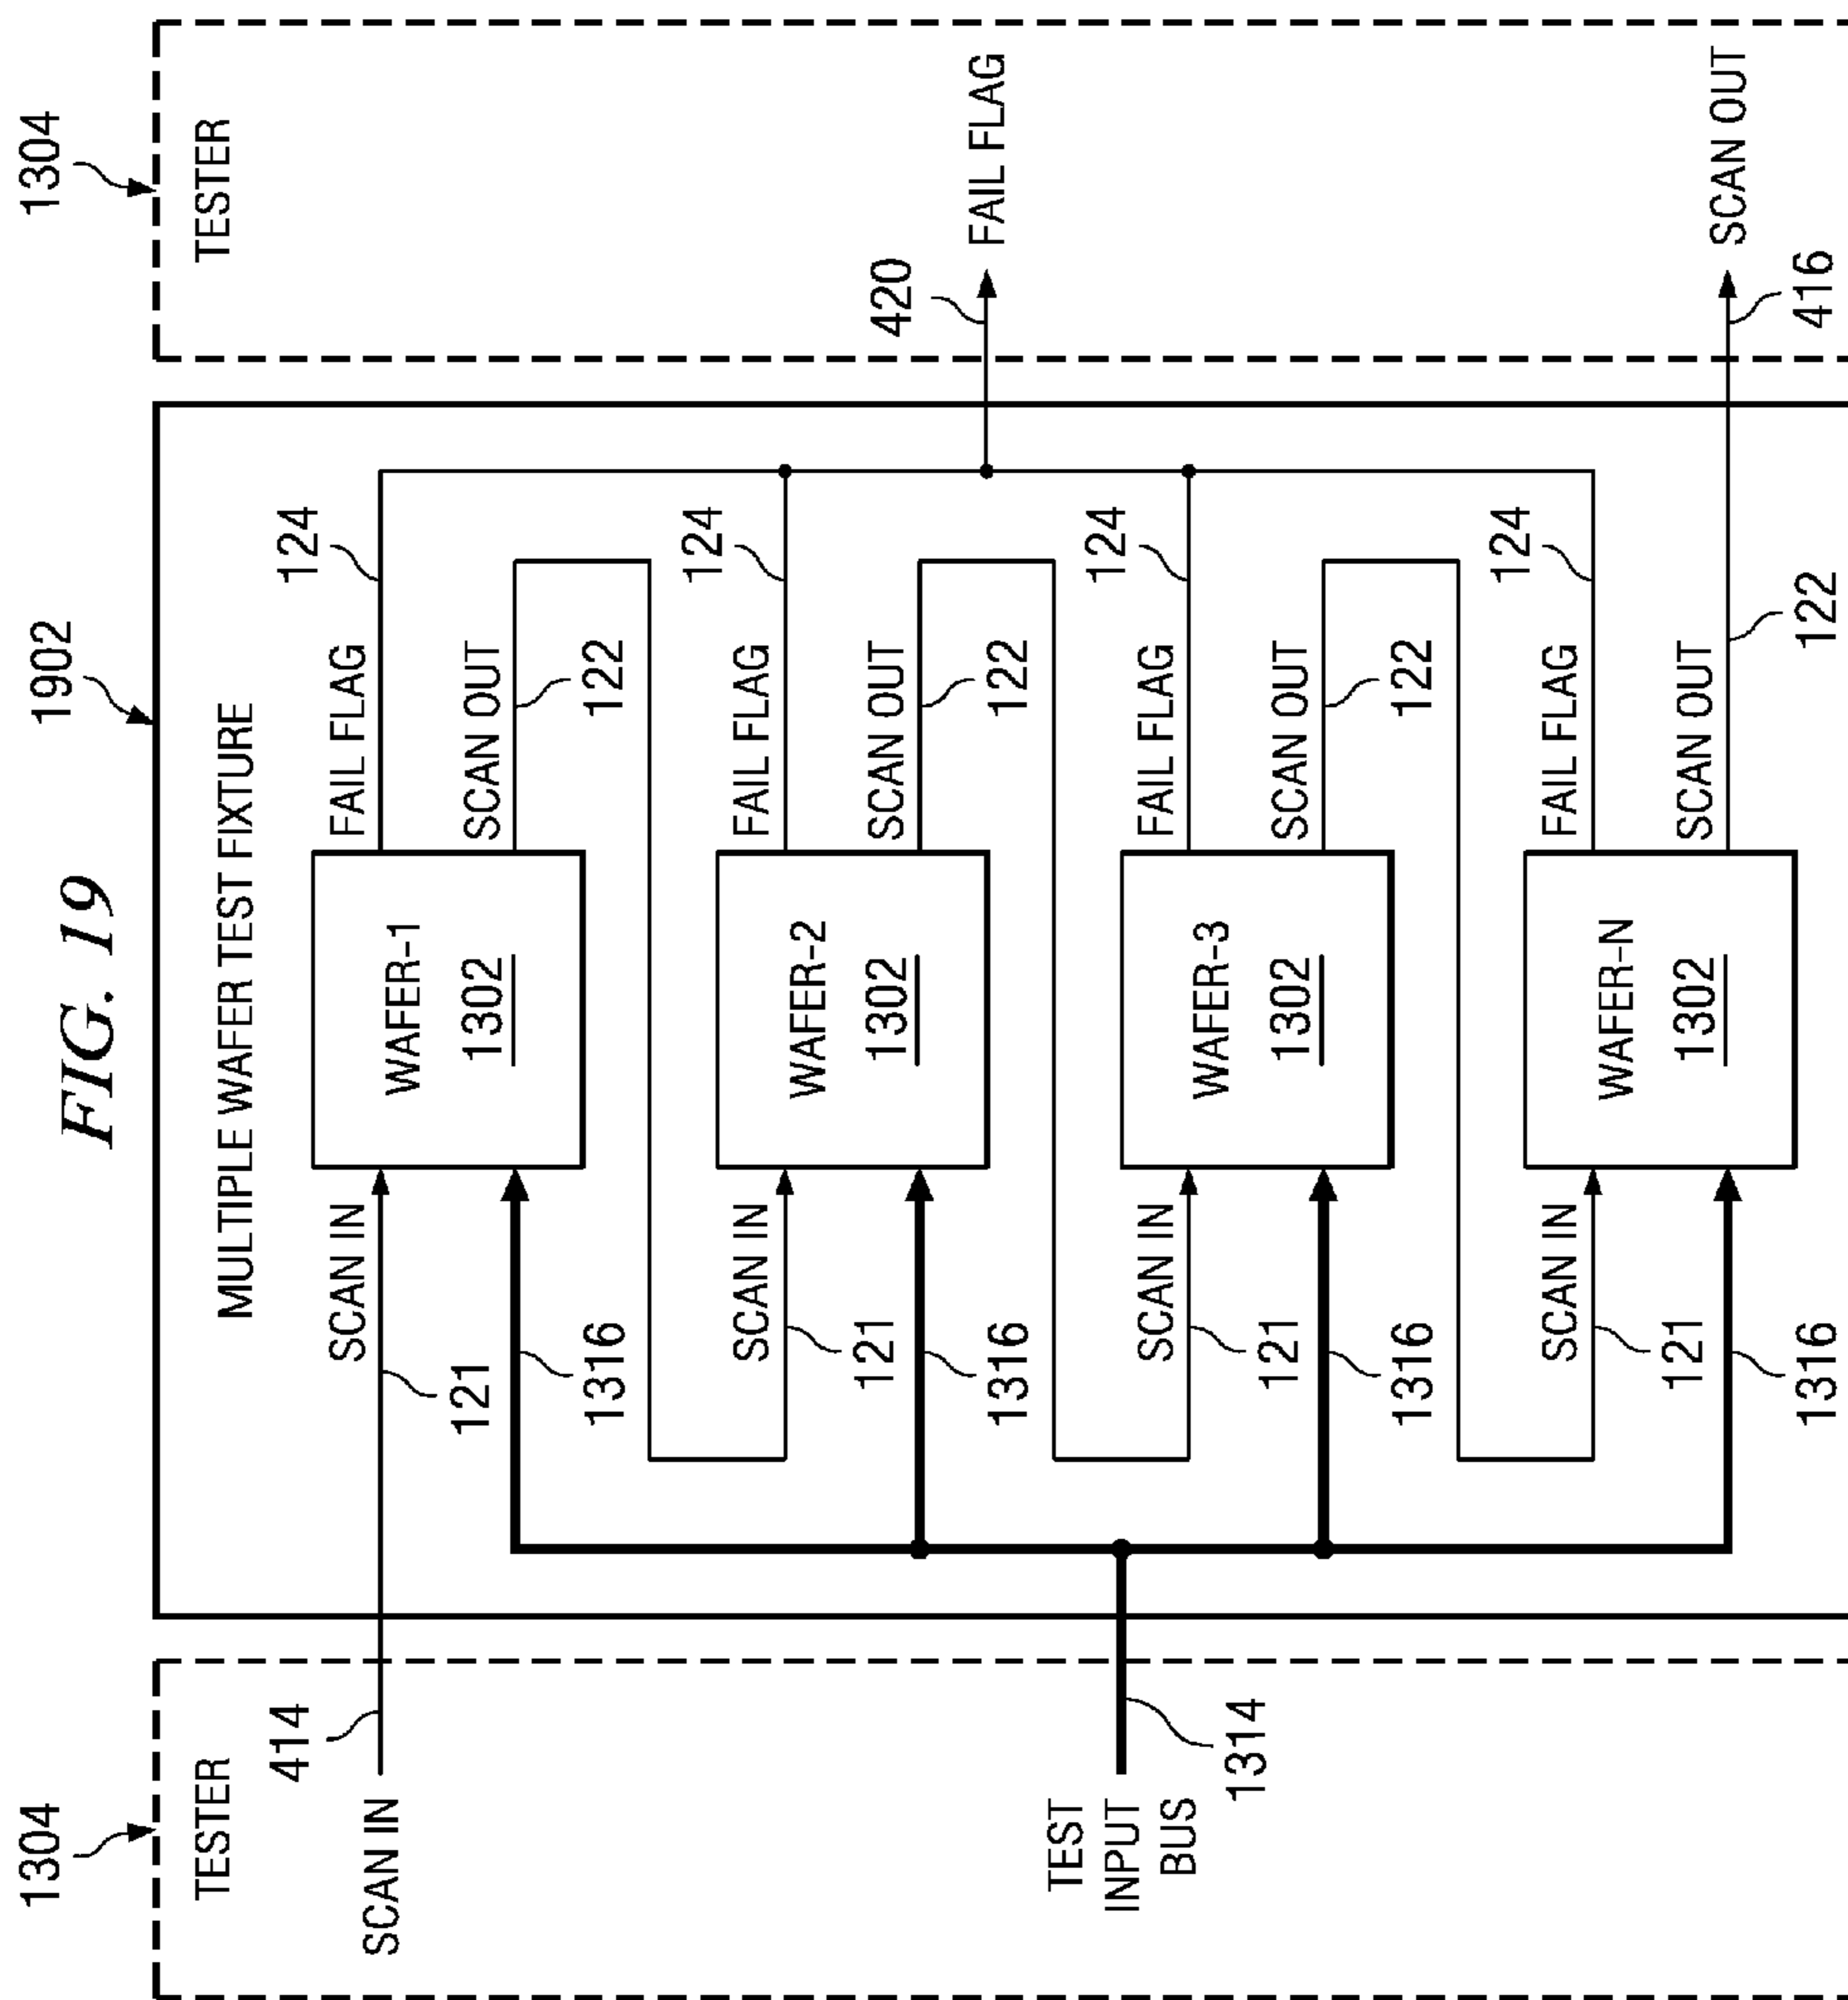 FIG. 19
1304
1902
1304
TESTER
MULTIPLE WAFER TEST FIXTURE
TESTER
414
SCAN IN
SCAN IN
121
WAFER-1
1302
FAIL FLAG
124
SCAN OUT
122
1316
SCAN IN
121
WAFER-2
1302
FAIL FLAG
124
SCAN OUT
122
1316
420
FAIL FLAG
TEST
INPUT
BUS
1314
SCAN IN
121
WAFER-3
1302
FAIL FLAG
124
SCAN OUT
122
1316
SCAN IN
121
WAFER-N
1302
FAIL FLAG
124
SCAN OUT
122
1316
SCAN OUT
416